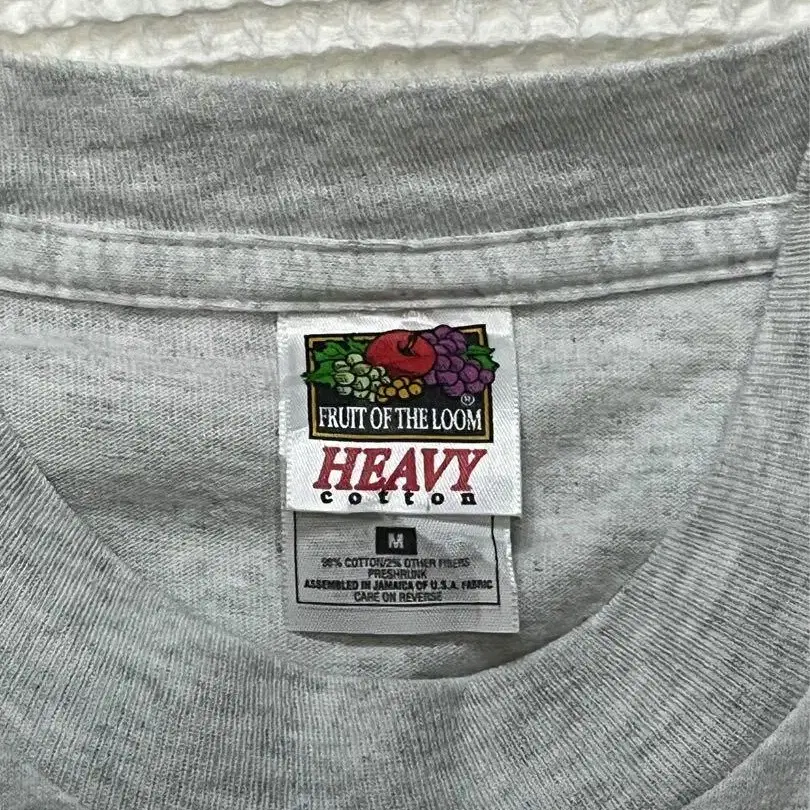 FRUIT OF THE LOOM
®
HEAVY
cotton
M
98% COTTON/2% OTHER FIBERS
PRESHRUNK
ASSEMBLED IN JAMAICA OF U.S.A. FABRIC
CARE ON REVERSE